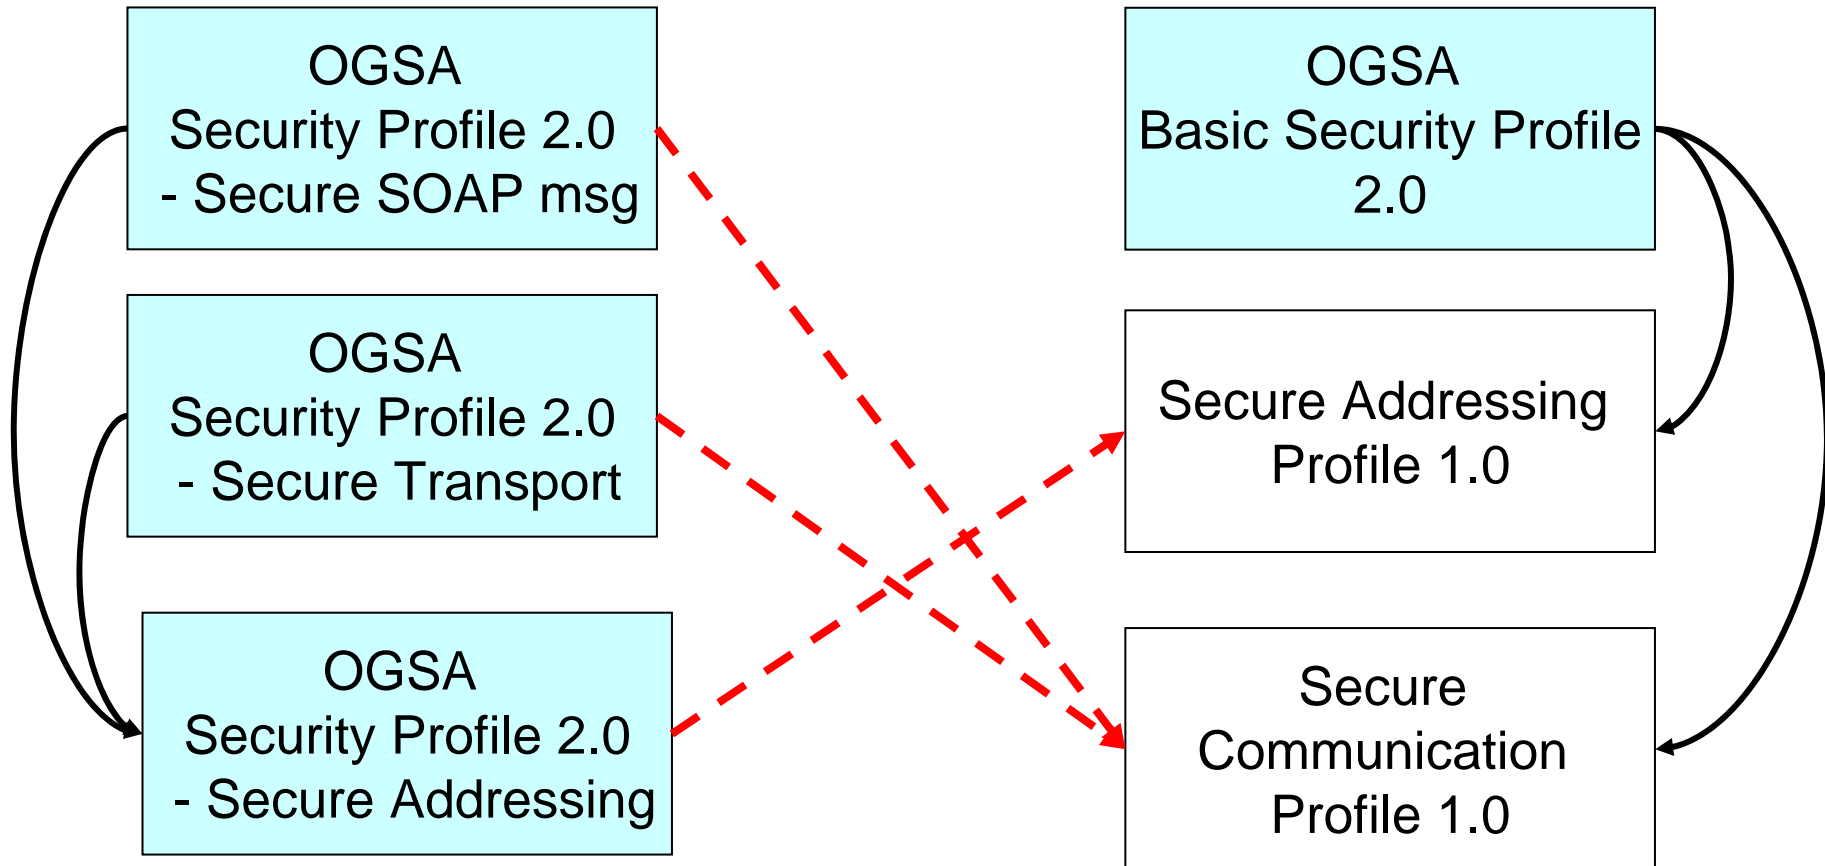 OGSA
Security Profile 2.0
- Secure SOAP msg
OGSA
Security Profile 2.0
- Secure Transport
OGSA
Security Profile 2.0
- Secure Addressing
OGSA
Basic Security Profile
2.0
Secure Addressing
Profile 1.0
Secure
Communication
Profile 1.0